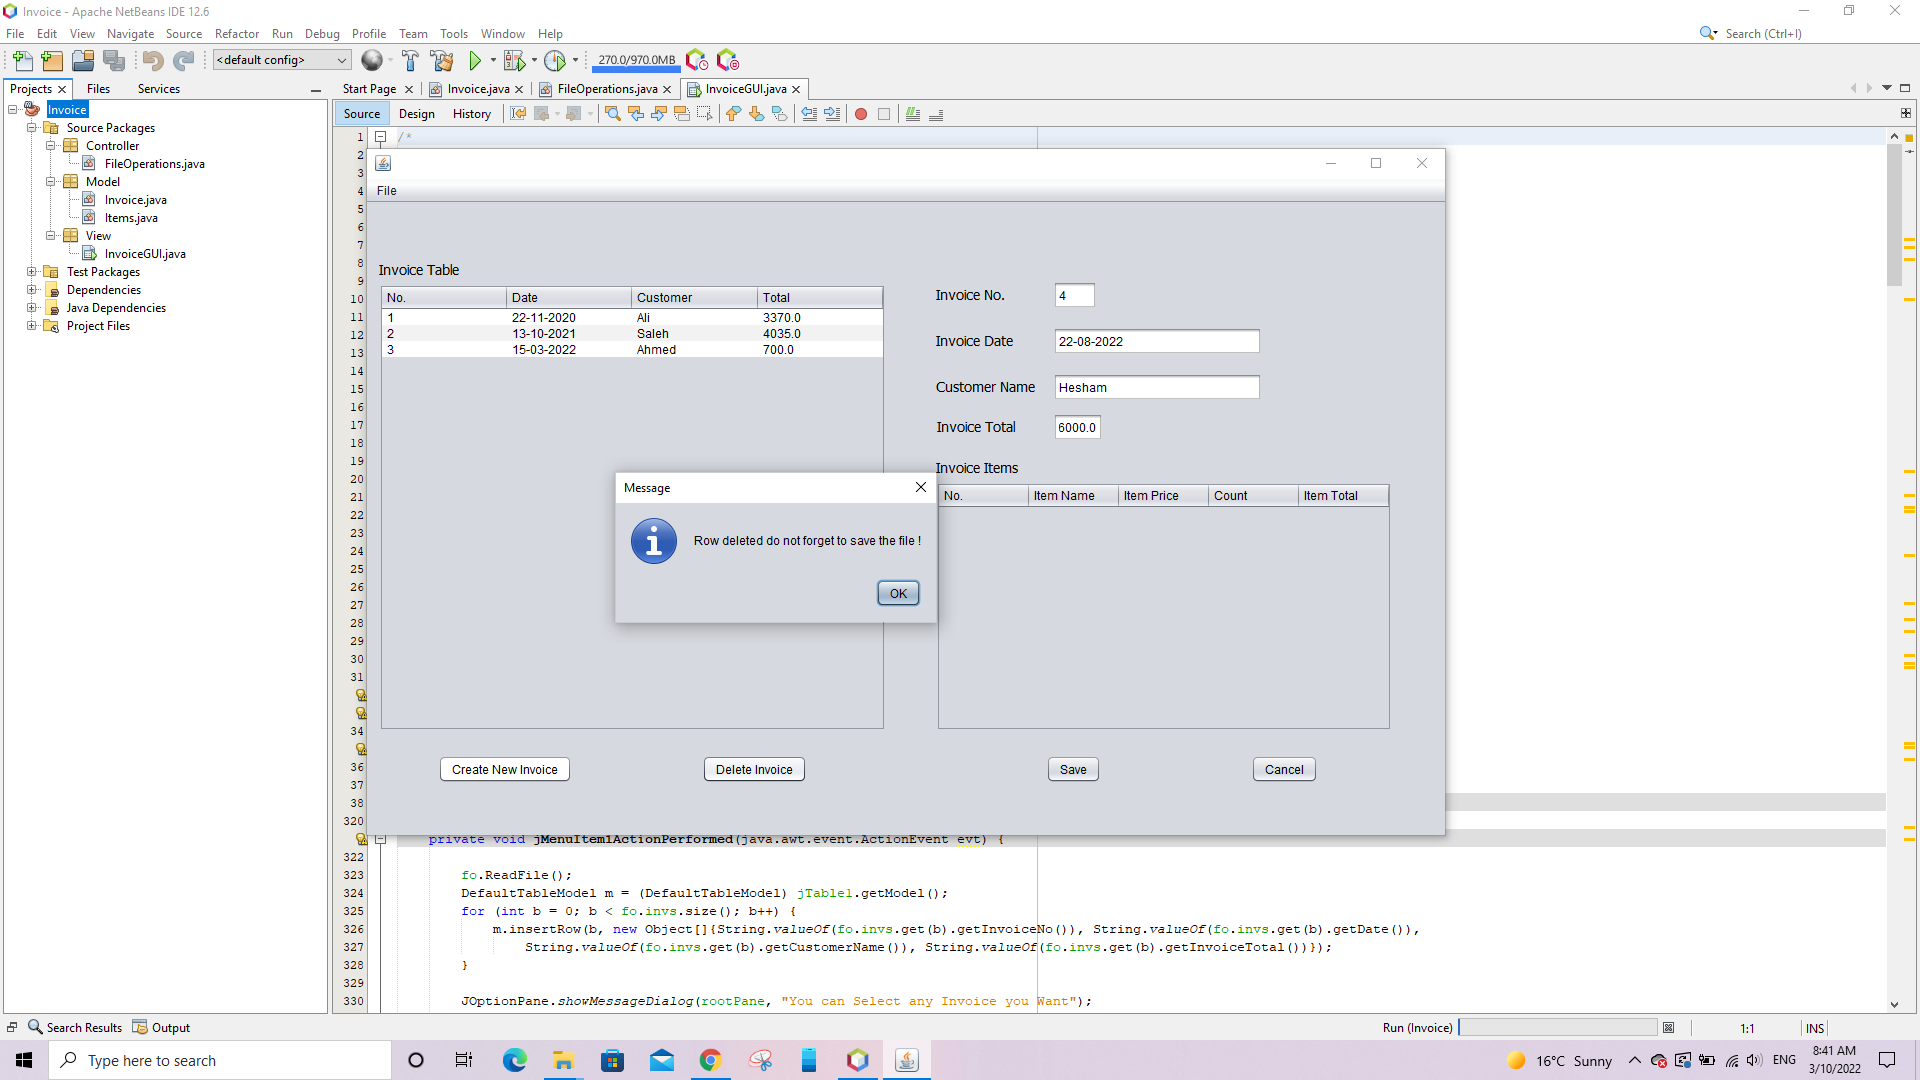 Invoice - Apache NetBeans IDE 12.6
File Edit View Navigate Source Refactor Run Debug Profile Team Tools Window Help
Search (Ctrl+I)
<default config>
270.0/970.0MB
Projects Files Services
Start Page Invoice.java FileOperations.java InvoiceGUI.java
Source Design History
Invoice
Source Packages
Controller
FileOperations.java
Model
Invoice.java
Items.java
View
InvoiceGUI.java
Test Packages
Dependencies
Java Dependencies
Project Files
1 /*
2
3
4
5
6
7
8
9
10
11
12
13
14
15
16
17
18
19
20
21
22
23
24
25
26
27
28
29
30
31
34
36
37
38
320
File
Invoice Table
No. Date Customer Total
1 22-11-2020 Ali 3370.0
2 13-10-2021 Saleh 4035.0
3 15-03-2022 Ahmed 700.0
Invoice No. 4
Invoice Date 22-08-2022
Customer Name Hesham
Invoice Total 6000.0
Invoice Items
No. Item Name Item Price Count Item Total
Message
Row deleted do not forget to save the file !
OK
Create New Invoice Delete Invoice Save Cancel
private void jMenuItem1ActionPerformed(java.awt.event.ActionEvent evt) {
322
323 fo.ReadFile();
324 DefaultTableModel m = (DefaultTableModel) jTable1.getModel();
325 for (int b = 0; b < fo.invs.size(); b++) {
326 m.insertRow(b, new Object[]{String.valueOf(fo.invs.get(b).getInvoiceNo()), String.valueOf(fo.invs.get(b).getDate()),
327 String.valueOf(fo.invs.get(b).getCustomerName()), String.valueOf(fo.invs.get(b).getInvoiceTotal())});
328 }
329
330 JOptionPane.showMessageDialog(rootPane, "You can Select any Invoice you Want");
Search Results Output
Run (Invoice)
1:1 INS
Type here to search
16°C Sunny
ENG
8:41 AM
3/10/2022